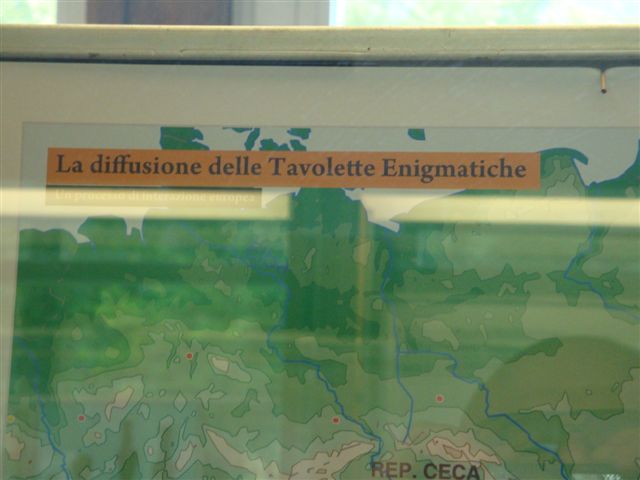 La diffusione delle Tavolette Enigmatiche
Un processo di interazione europea
REP. CECA